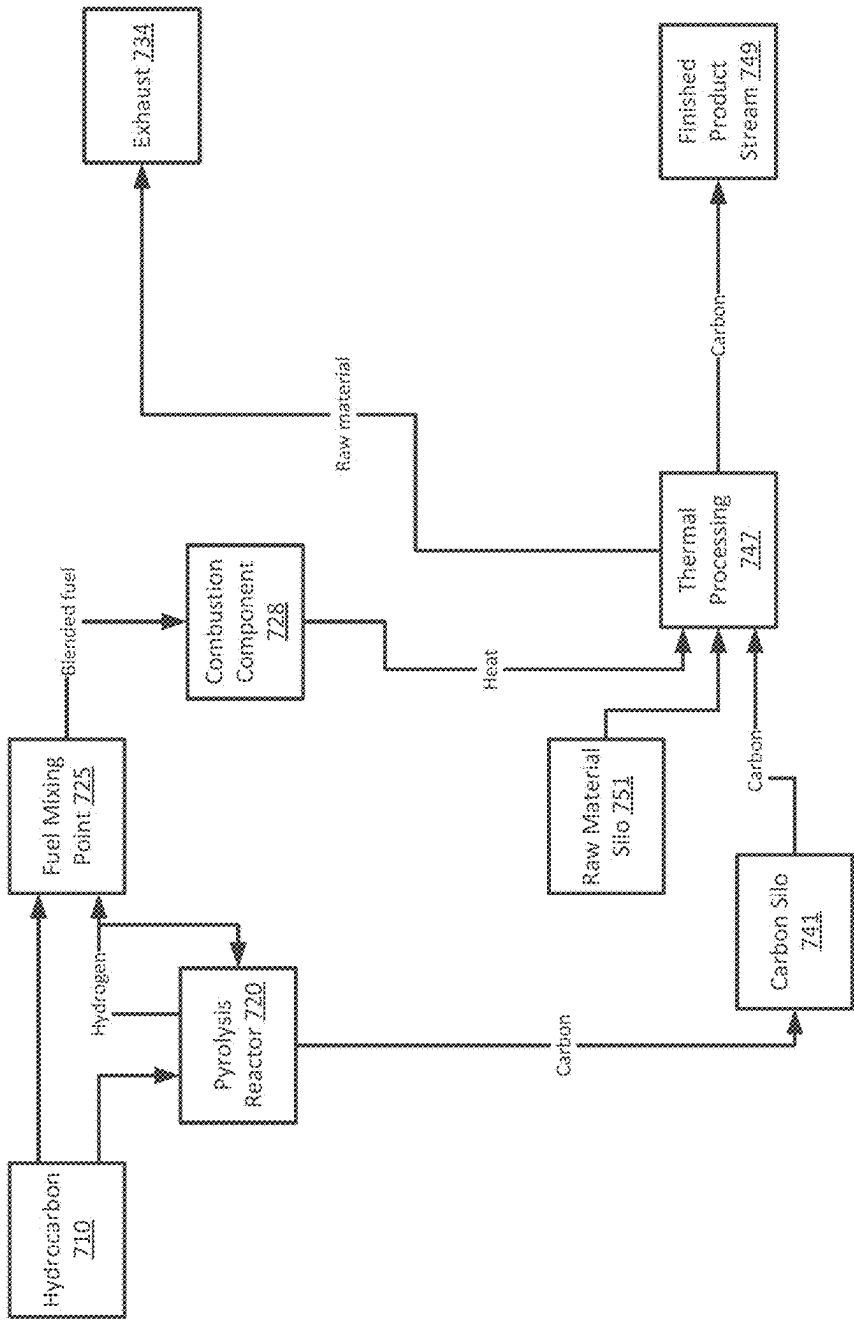 Hydrocarbon
710
Fuel Mixing
Point 725
Blended fuel
Hydrogen
Pyrolysis
Reactor 720
Combustion
Component
728
Exhaust 734
Raw material
Heat
Carbon
Raw Material
Silo 751
Carbon Silo
741
Carbon
Thermal
Processing
747
Carbon
Finished
Product
Stream 749